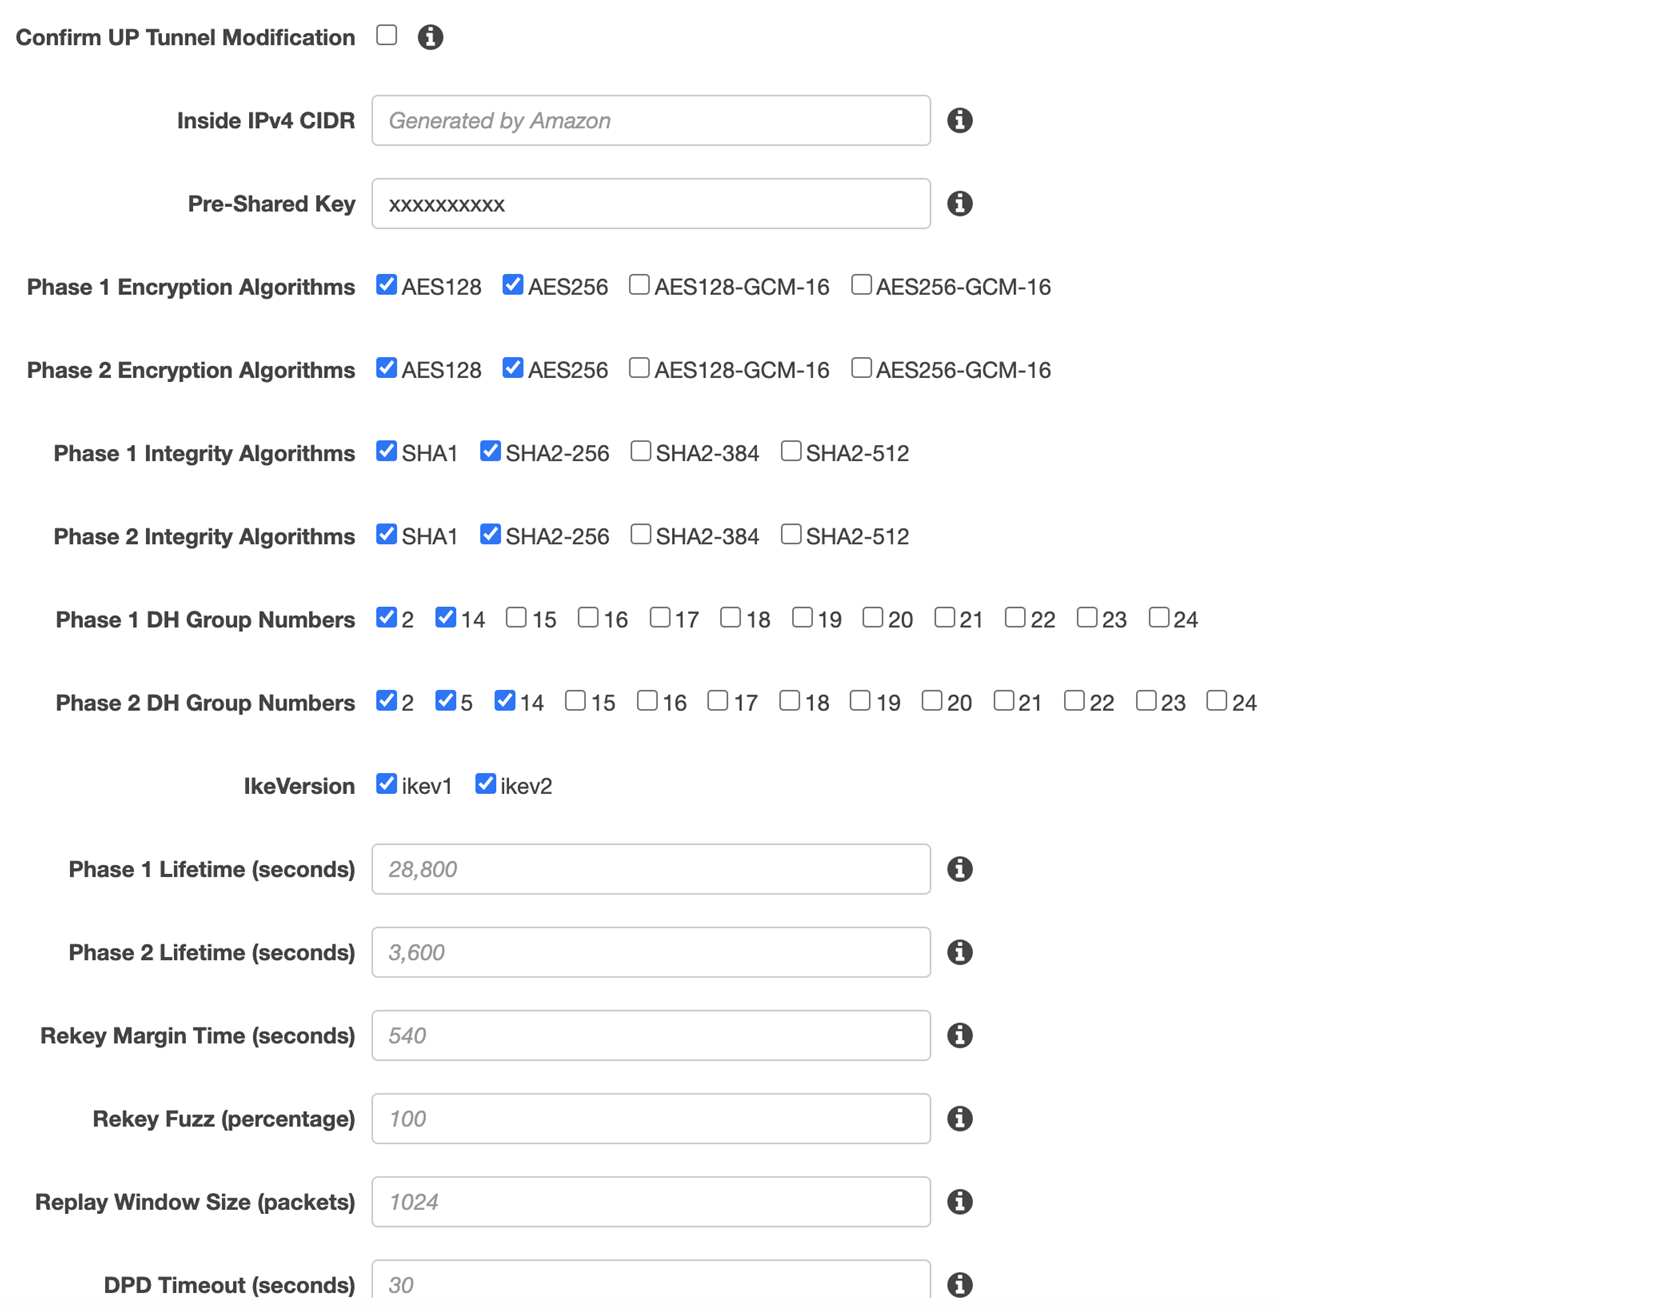 Confirm UP Tunnel Modification
Inside IPv4 CIDR Generated by Amazon
Pre-Shared Key xxxxxxxxxx
Phase 1 Encryption Algorithms AES128 AES256 AES128-GCM-16 AES256-GCM-16
Phase 2 Encryption Algorithms AES128 AES256 AES128-GCM-16 AES256-GCM-16
Phase 1 Integrity Algorithms SHA1 SHA2-256 SHA2-384 SHA2-512
Phase 2 Integrity Algorithms SHA1 SHA2-256 SHA2-384 SHA2-512
Phase 1 DH Group Numbers 2 14 15 16 17 18 19 20 21 22 23 24
Phase 2 DH Group Numbers 2 5 14 15 16 17 18 19 20 21 22 23 24
IkeVersion ikev1 ikev2
Phase 1 Lifetime (seconds) 28,800
Phase 2 Lifetime (seconds) 3,600
Rekey Margin Time (seconds) 540
Rekey Fuzz (percentage) 100
Replay Window Size (packets) 1024
DPD Timeout (seconds) 30